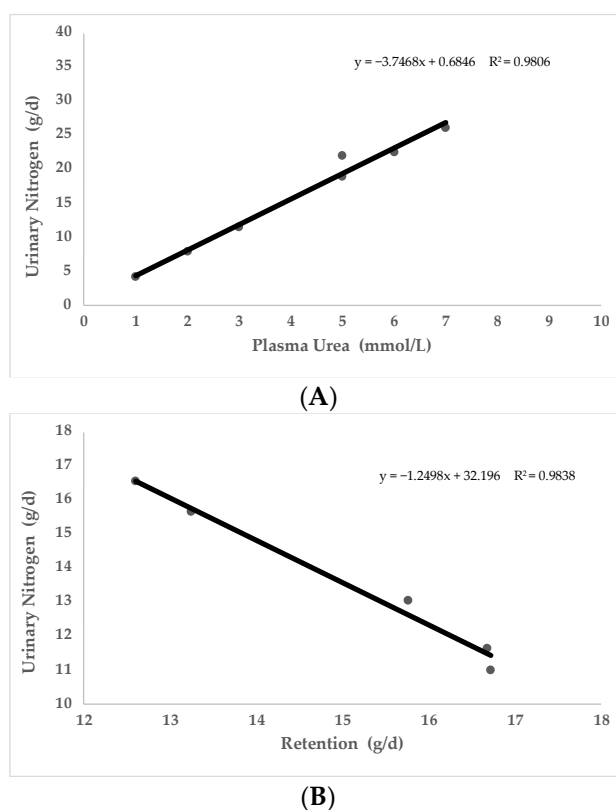 40
35
30
25
20
15
10
5
0
Urinary Nitrogen (g/d)
y = −3.7468x + 0.6846 R² = 0.9806
0 1 2 3 4 5 6 7 8 9 10
Plasma Urea (mmol/L)
(A)
18
17
16
15
14
13
12
11
10
Urinary Nitrogen (g/d)
y = −1.2498x + 32.196 R² = 0.9838
12 13 14 15 16 17 18
Retention (g/d)
(B)